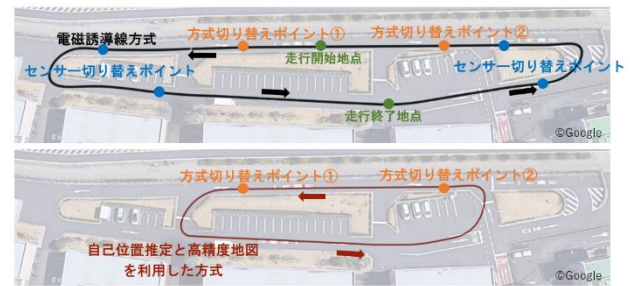 電磁誘導線方式
方式切り替えポイント①
方式切り替えポイント②
走行開始地点
センサー切り替えポイント
センサー切り替えポイント
走行終了地点
©Google
方式切り替えポイント①
方式切り替えポイント②
自己位置推定と高精度地図
を利用した方式
©Google